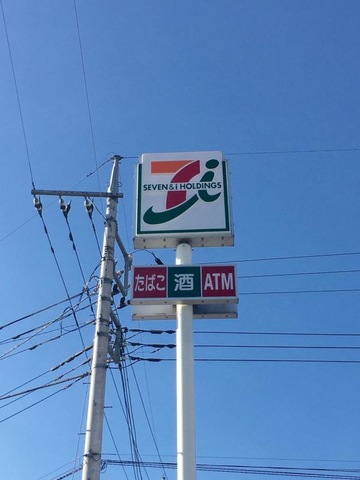 7i
SEVEN & i HOLDINGS
たばこ 酒 ATM